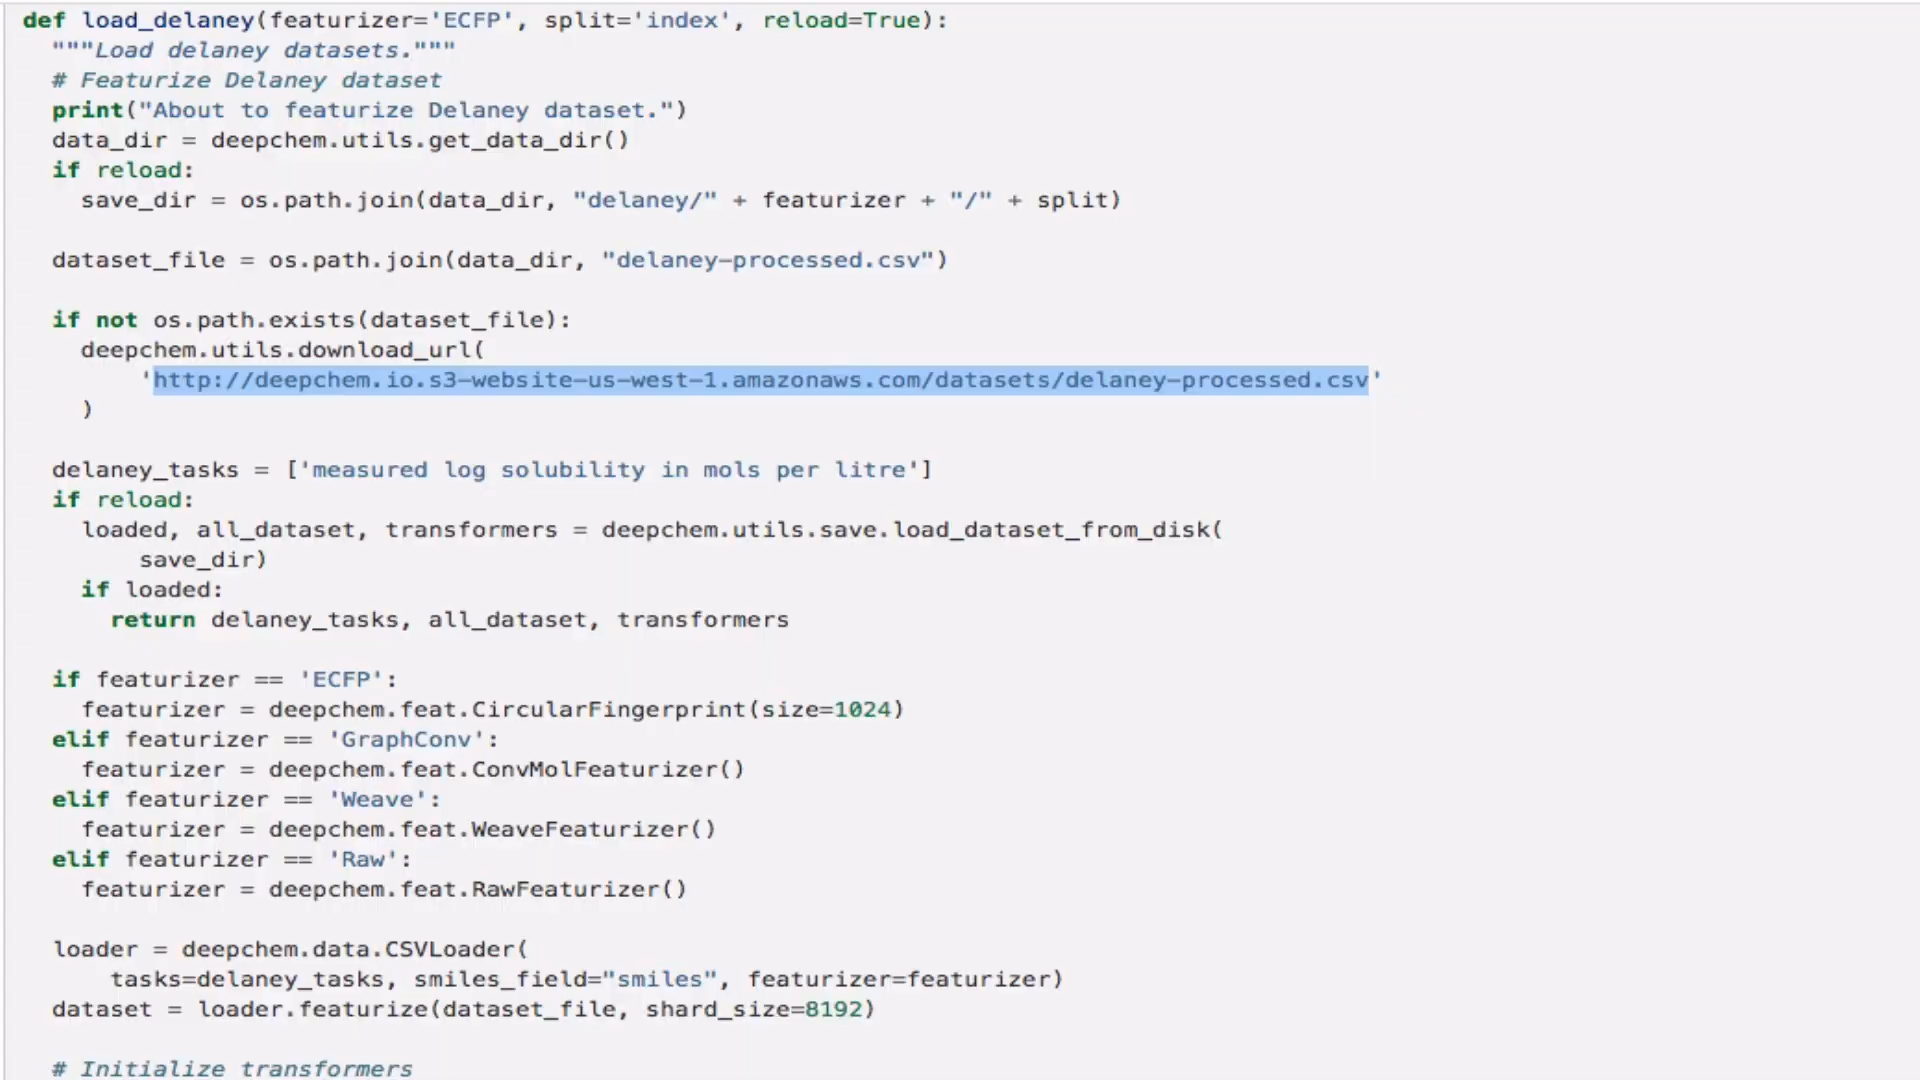 def load_delaney(featurizer='ECFP', split='index', reload=True):
"""Load delaney datasets."""
# Featurize Delaney dataset
print("About to featurize Delaney dataset.")
data_dir = deepchem.utils.get_data_dir()
if reload:
save_dir = os.path.join(data_dir, "delaney/" + featurizer + "/" + split)
dataset_file = os.path.join(data_dir, "delaney-processed.csv")
if not os.path.exists(dataset_file):
deepchem.utils.download_url(
'http://deepchem.io.s3-website-us-west-1.amazonaws.com/datasets/delaney-processed.csv'
)
delaney_tasks = ['measured log solubility in mols per litre']
if reload:
loaded, all_dataset, transformers = deepchem.utils.save.load_dataset_from_disk(
save_dir)
if loaded:
return delaney_tasks, all_dataset, transformers
if featurizer == 'ECFP':
featurizer = deepchem.feat.CircularFingerprint(size=1024)
elif featurizer == 'GraphConv':
featurizer = deepchem.feat.ConvMolFeaturizer()
elif featurizer == 'Weave':
featurizer = deepchem.feat.WeaveFeaturizer()
elif featurizer == 'Raw':
featurizer = deepchem.feat.RawFeaturizer()
loader = deepchem.data.CSVLoader(
tasks=delaney_tasks, smiles_field="smiles", featurizer=featurizer)
dataset = loader.featurize(dataset_file, shard_size=8192)
# Initialize transformers